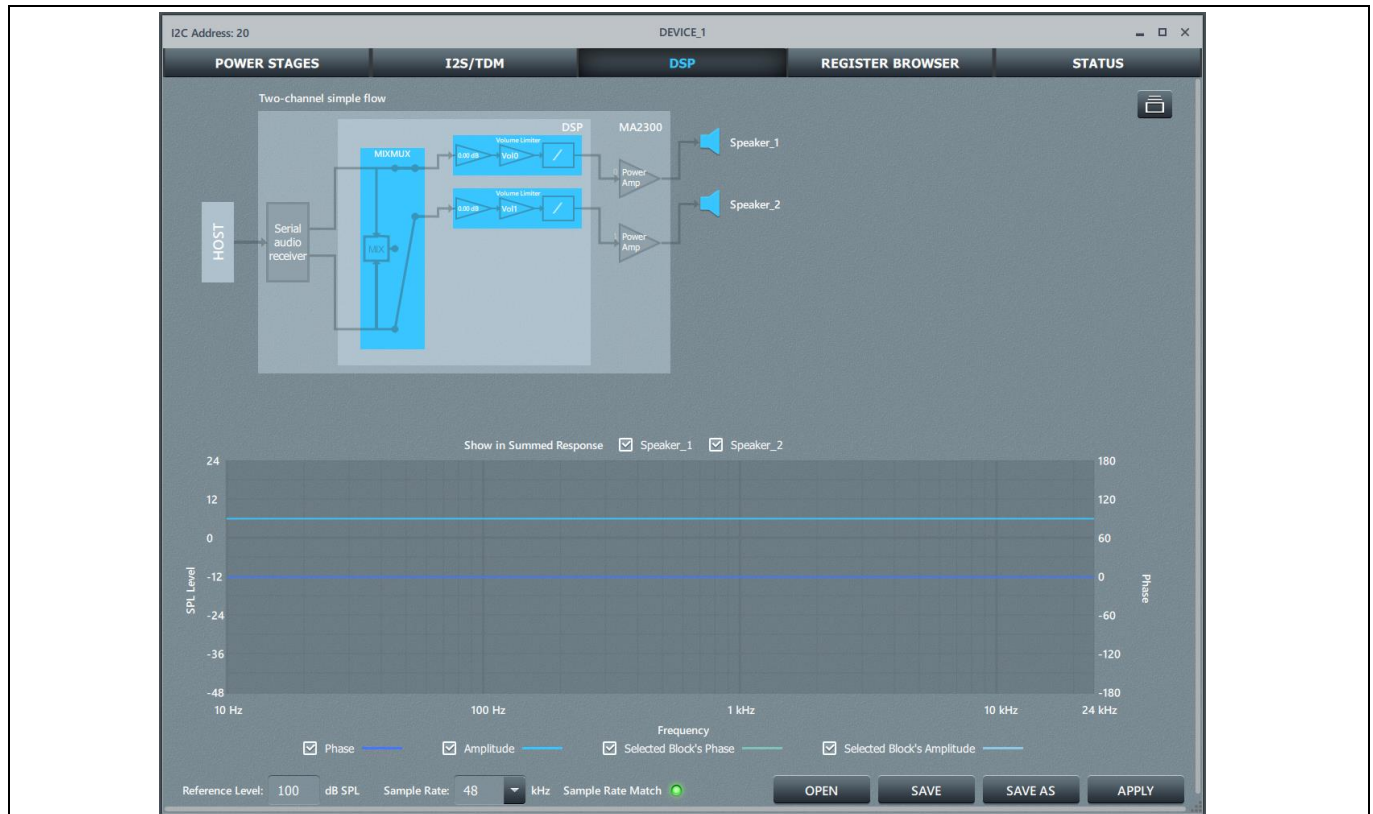 I2C Address: 20 DEVICE_1
POWER STAGES I2S/TDM DSP REGISTER BROWSER STATUS
Two-channel simple flow
DSP MA2300
MIXMUX
Volume Limiter
0.00 dB Vol0
0 Power
Amp
Speaker_1
Volume Limiter
0.00 dB Vol1
1 Power
Amp
Speaker_2
HOST
Serial
audio
receiver
MIX
Show in Summed Response Speaker_1 Speaker_2
24 180
12 120
0 60
-12 0
-24 -60
-36 -120
-48 -180
SPL Level
Phase
10 Hz 100 Hz 1 kHz 10 kHz 24 kHz
Frequency
Phase Amplitude Selected Block's Phase Selected Block's Amplitude
Reference Level: 100 dB SPL Sample Rate: 48 kHz Sample Rate Match OPEN SAVE SAVE AS APPLY